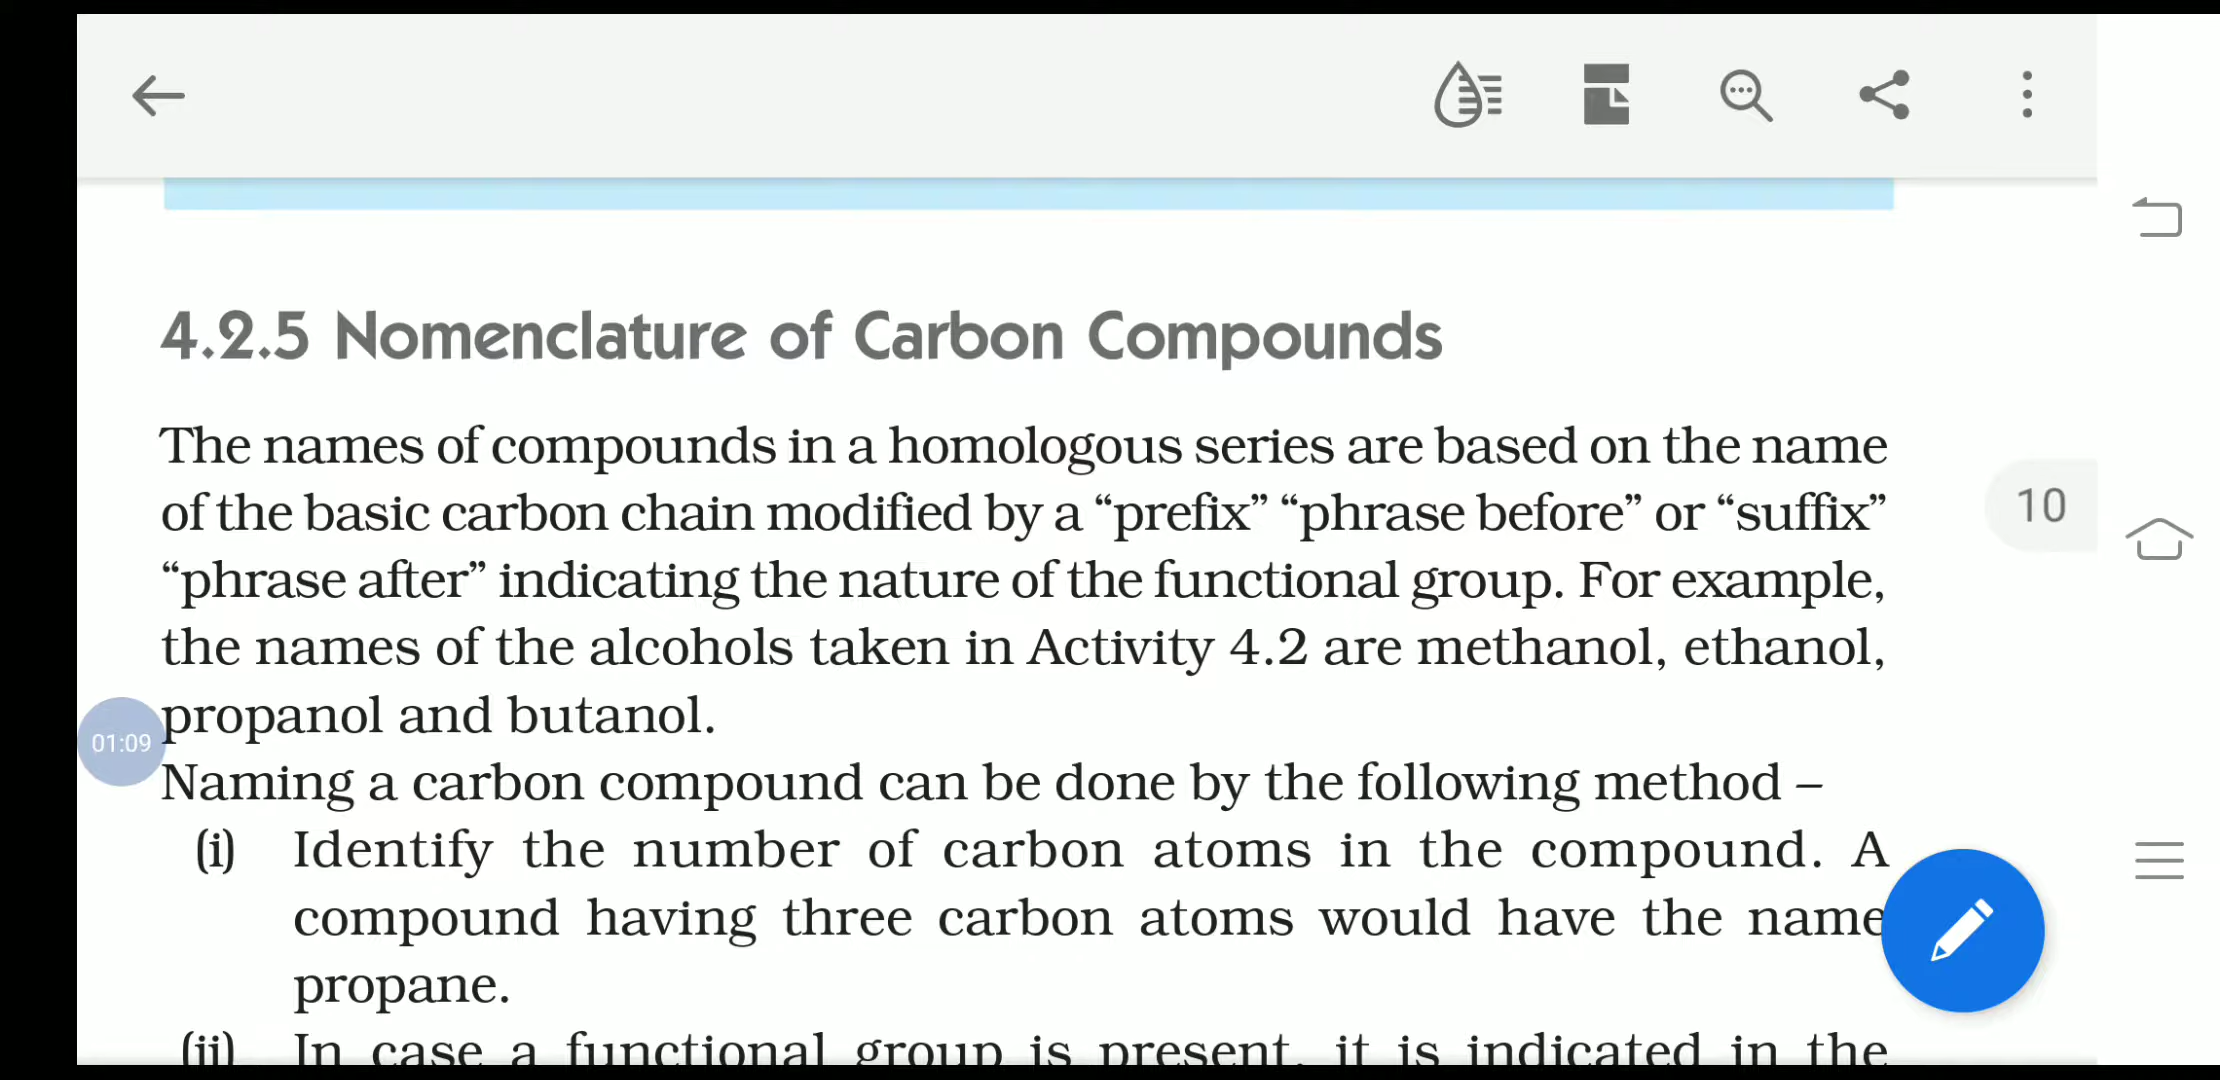 4.2.5 Nomenclature of Carbon Compounds
The names of compounds in a homologous series are based on the name
of the basic carbon chain modified by a “prefix” “phrase before” or “suffix”
“phrase after” indicating the nature of the functional group. For example,
the names of the alcohols taken in Activity 4.2 are methanol, ethanol,
propanol and butanol.
10
01:09
Naming a carbon compound can be done by the following method –
(i) Identify the number of carbon atoms in the compound. A
compound having three carbon atoms would have the name
propane.
(ii) In case a functional group is present, it is indicated in the